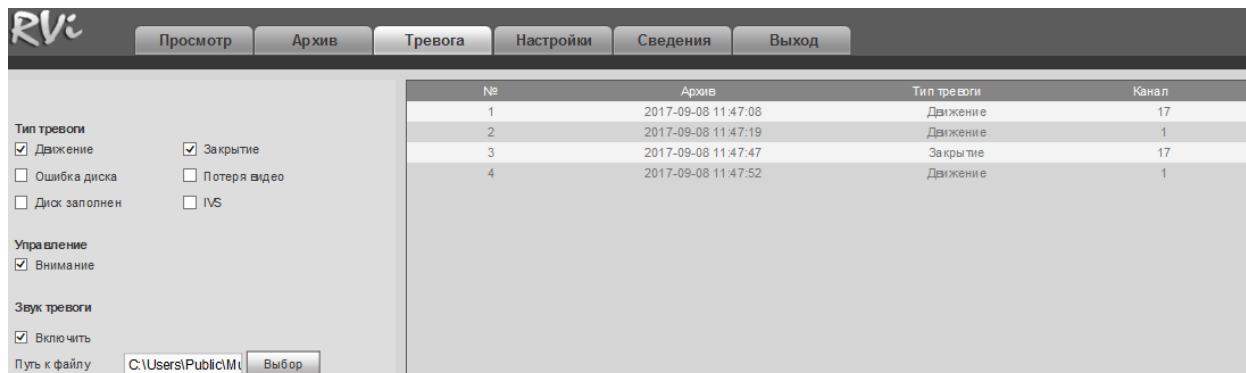 RVi
Просмотр Архив Тревога Настройки Сведения Выход
Тип тревоги
Движение Закрытие
Ошибка диска Потеря видео
Диск заполнен IVS
Управление
Внимание
Звук тревоги
Включить
Путь к файлу C:\Users\Public\Mu Выбор
№ Архив Тип тревоги Канал
1 2017-09-08 11:47:08 Движение 17
2 2017-09-08 11:47:19 Движение 1
3 2017-09-08 11:47:47 Закрытие 17
4 2017-09-08 11:47:52 Движение 1